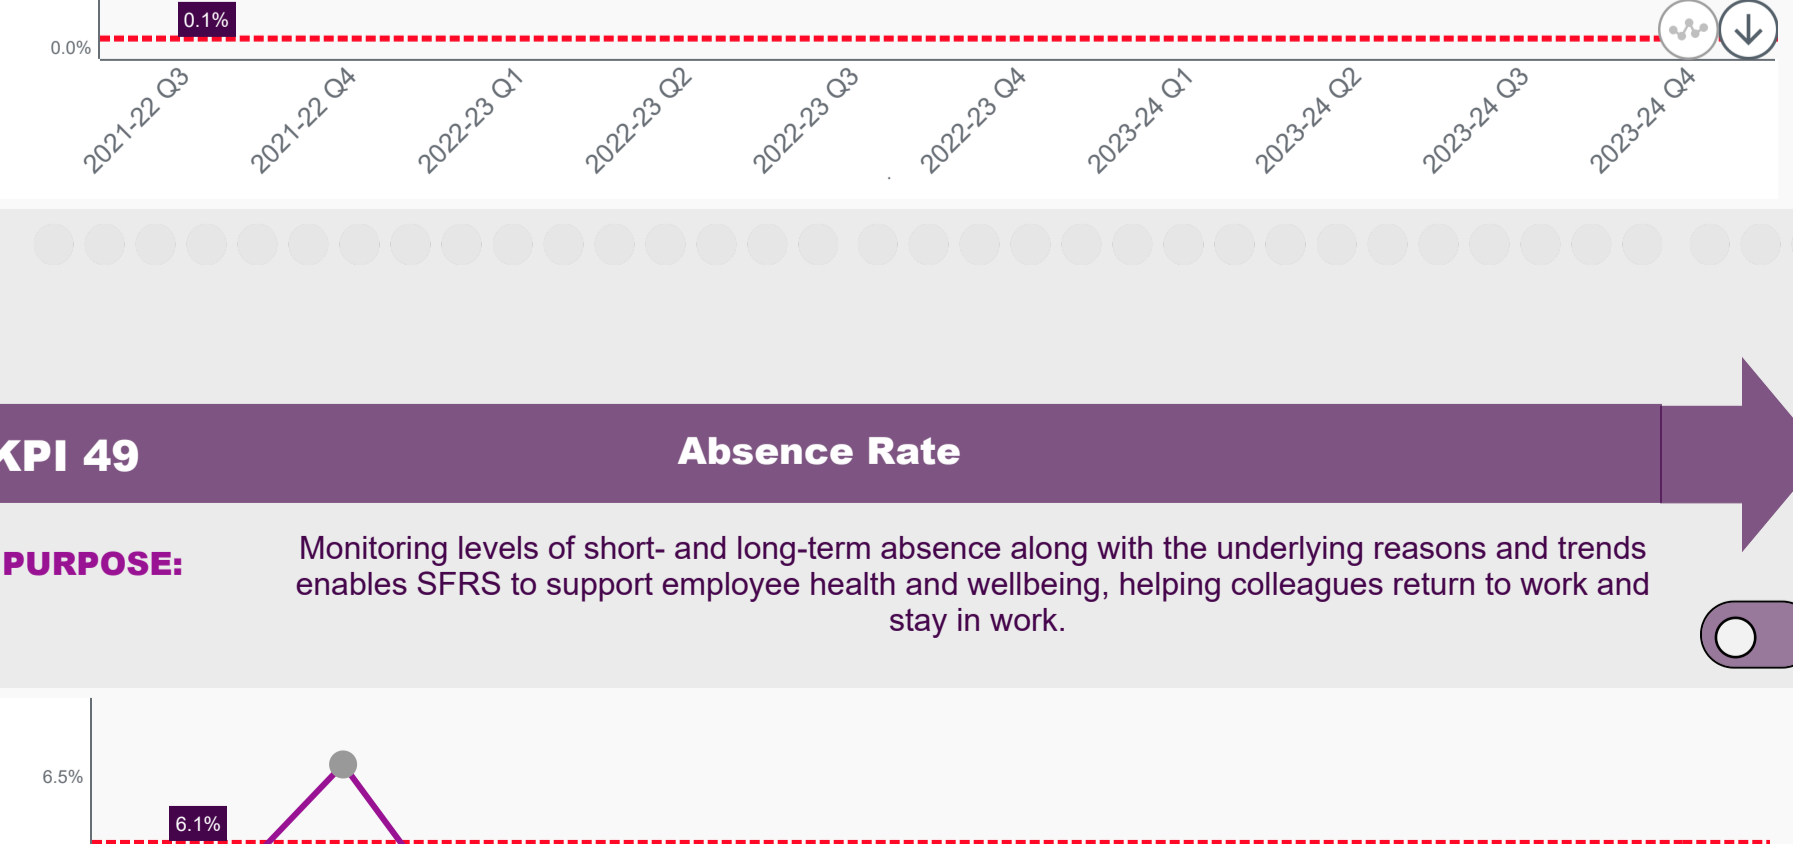 0.1%
0.0%
2021-22 Q3
2021-22 Q4
2022-23 Q1
2022-23 Q2
2022-23 Q3
2022-23 Q4
2023-24 Q1
2023-24 Q2
2023-24 Q3
2023-24 Q4
KPI 49
Absence Rate
PURPOSE:
Monitoring levels of short- and long-term absence along with the underlying reasons and trends
enables SFRS to support employee health and wellbeing, helping colleagues return to work and
stay in work.
6.5%
6.1%